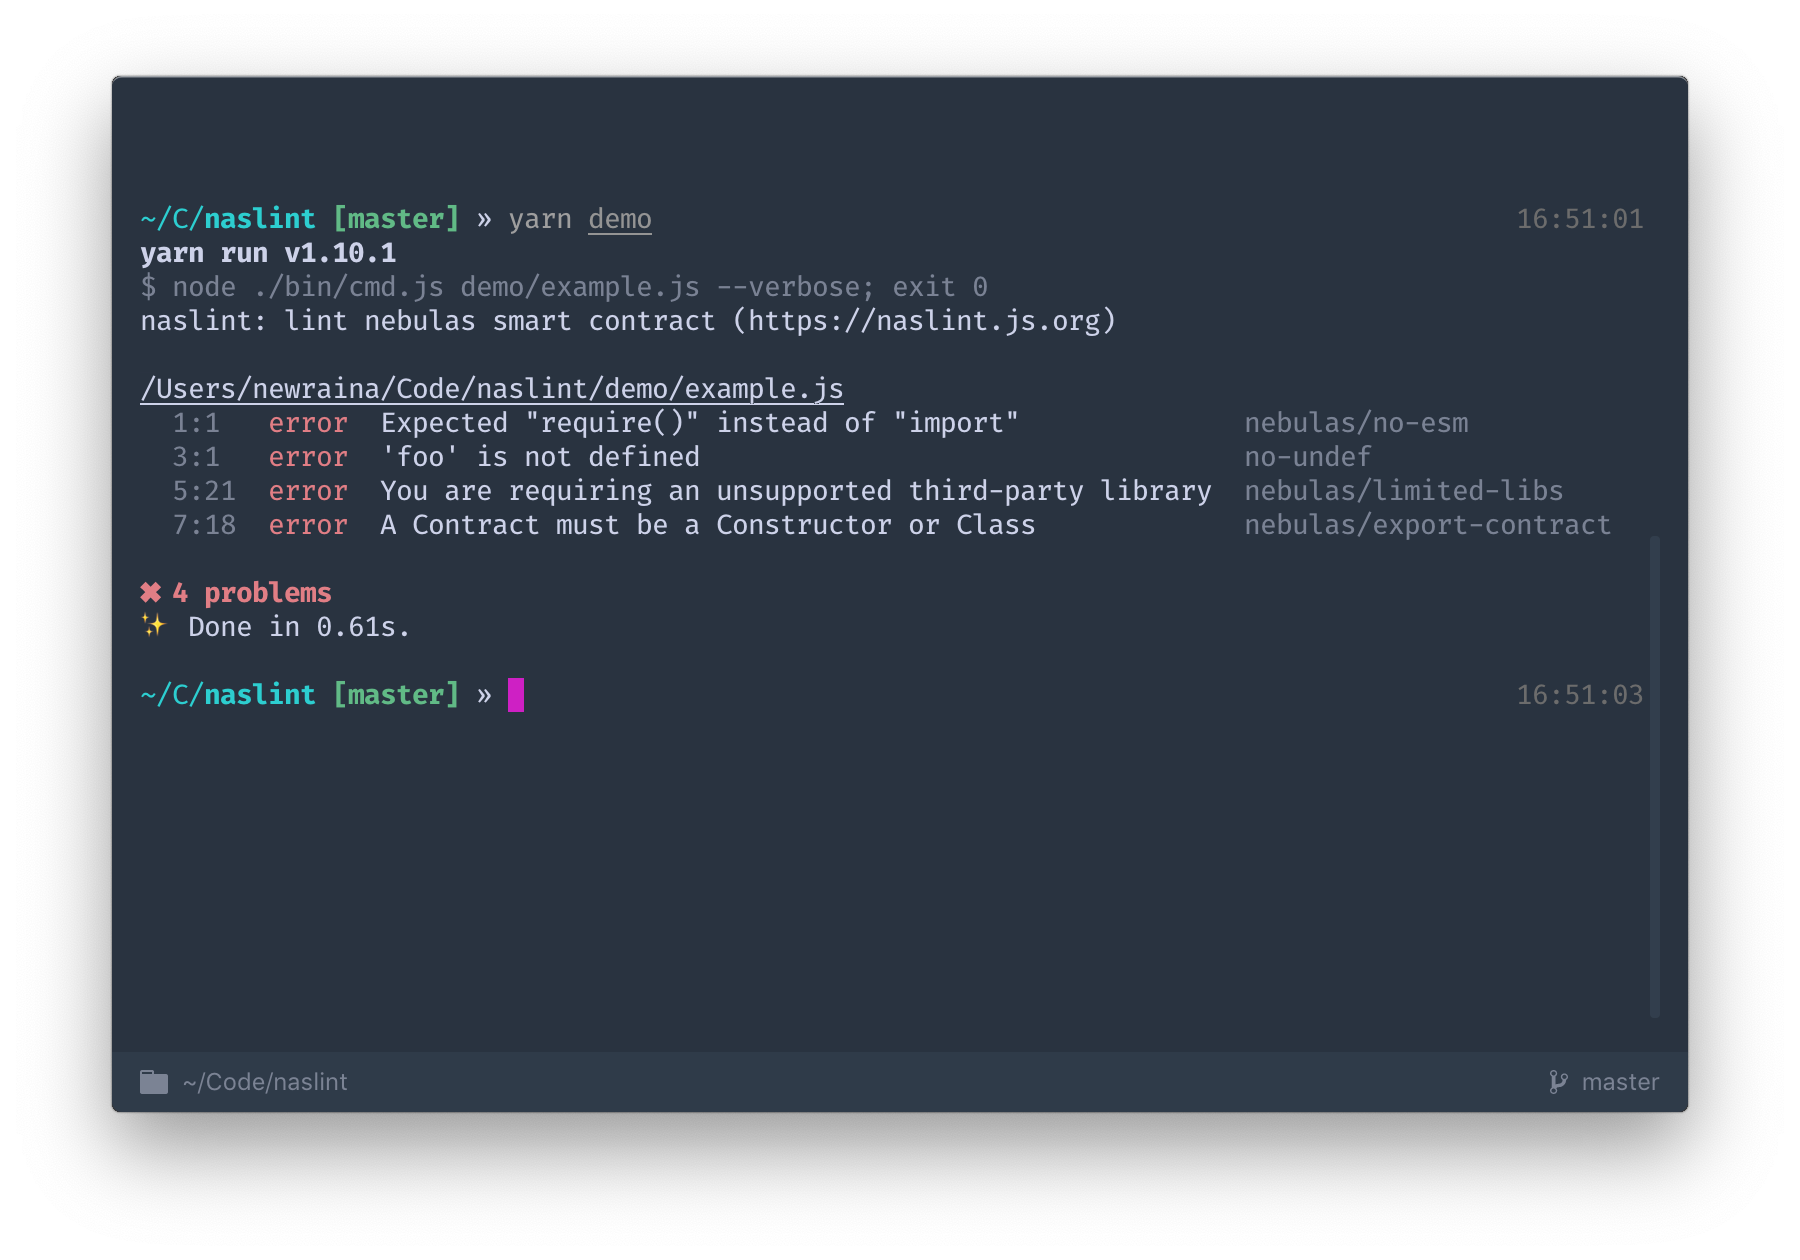 ~/C/naslint [master] » yarn demo 16:51:01
yarn run v1.10.1
$ node ./bin/cmd.js demo/example.js --verbose; exit 0
naslint: lint nebulas smart contract (https://naslint.js.org)
/Users/newraina/Code/naslint/demo/example.js
1:1 error Expected "require()" instead of "import" nebulas/no-esm
3:1 error 'foo' is not defined no-undef
5:21 error You are requiring an unsupported third-party library nebulas/limited-libs
7:18 error A Contract must be a Constructor or Class nebulas/export-contract
✖ 4 problems
✨ Done in 0.61s.
~/C/naslint [master] » 16:51:03
~/Code/naslint master